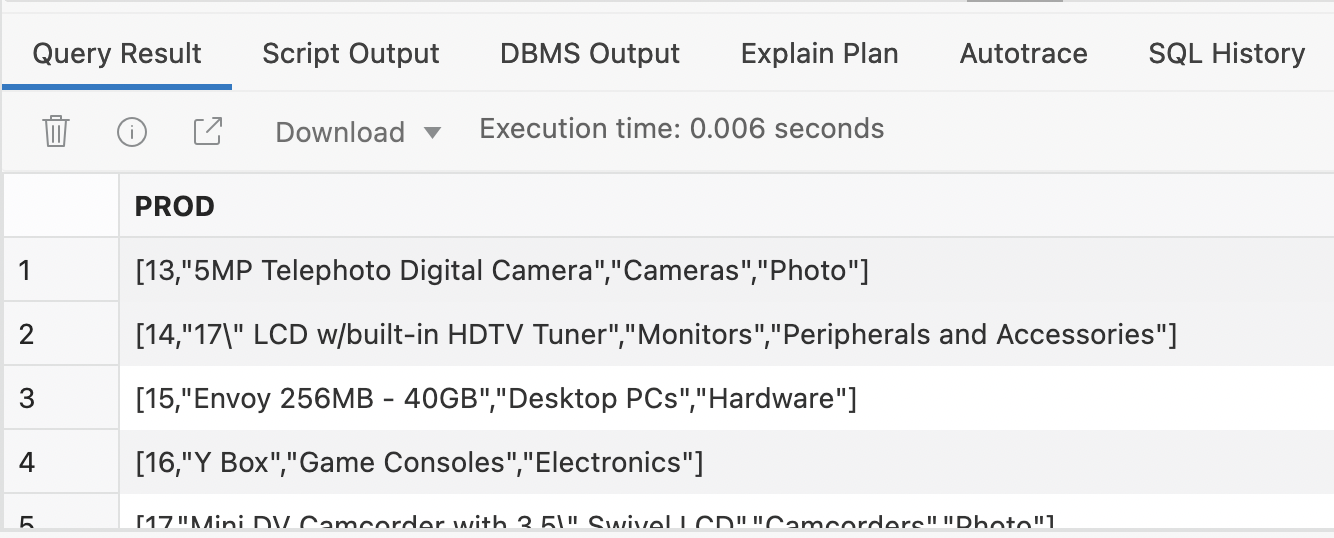 Query Result Script Output DBMS Output Explain Plan Autotrace SQL History
Download Execution time: 0.006 seconds
PROD
1 [13,"5MP Telephoto Digital Camera","Cameras","Photo"]
2 [14,"17\" LCD w/built-in HDTV Tuner","Monitors","Peripherals and Accessories"]
3 [15,"Envoy 256MB - 40GB","Desktop PCs","Hardware"]
4 [16,"Y Box","Game Consoles","Electronics"]
5 [17,"Mini DV Camcorder with 3.5\" Swivel LCD","Camcorders","Photo"]